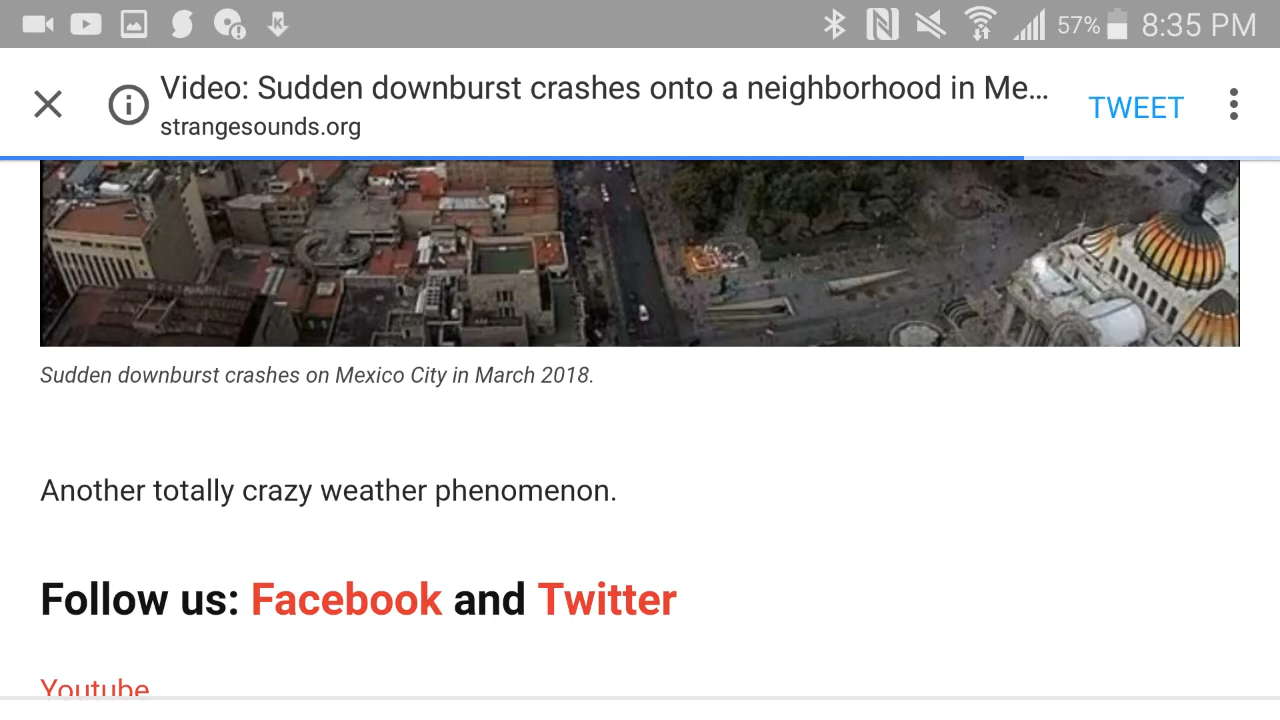 57% 8:35 PM
Video: Sudden downburst crashes onto a neighborhood in Me...
strangesounds.org
TWEET
Sudden downburst crashes on Mexico City in March 2018.
Another totally crazy weather phenomenon.
Follow us: Facebook and Twitter
Youtube